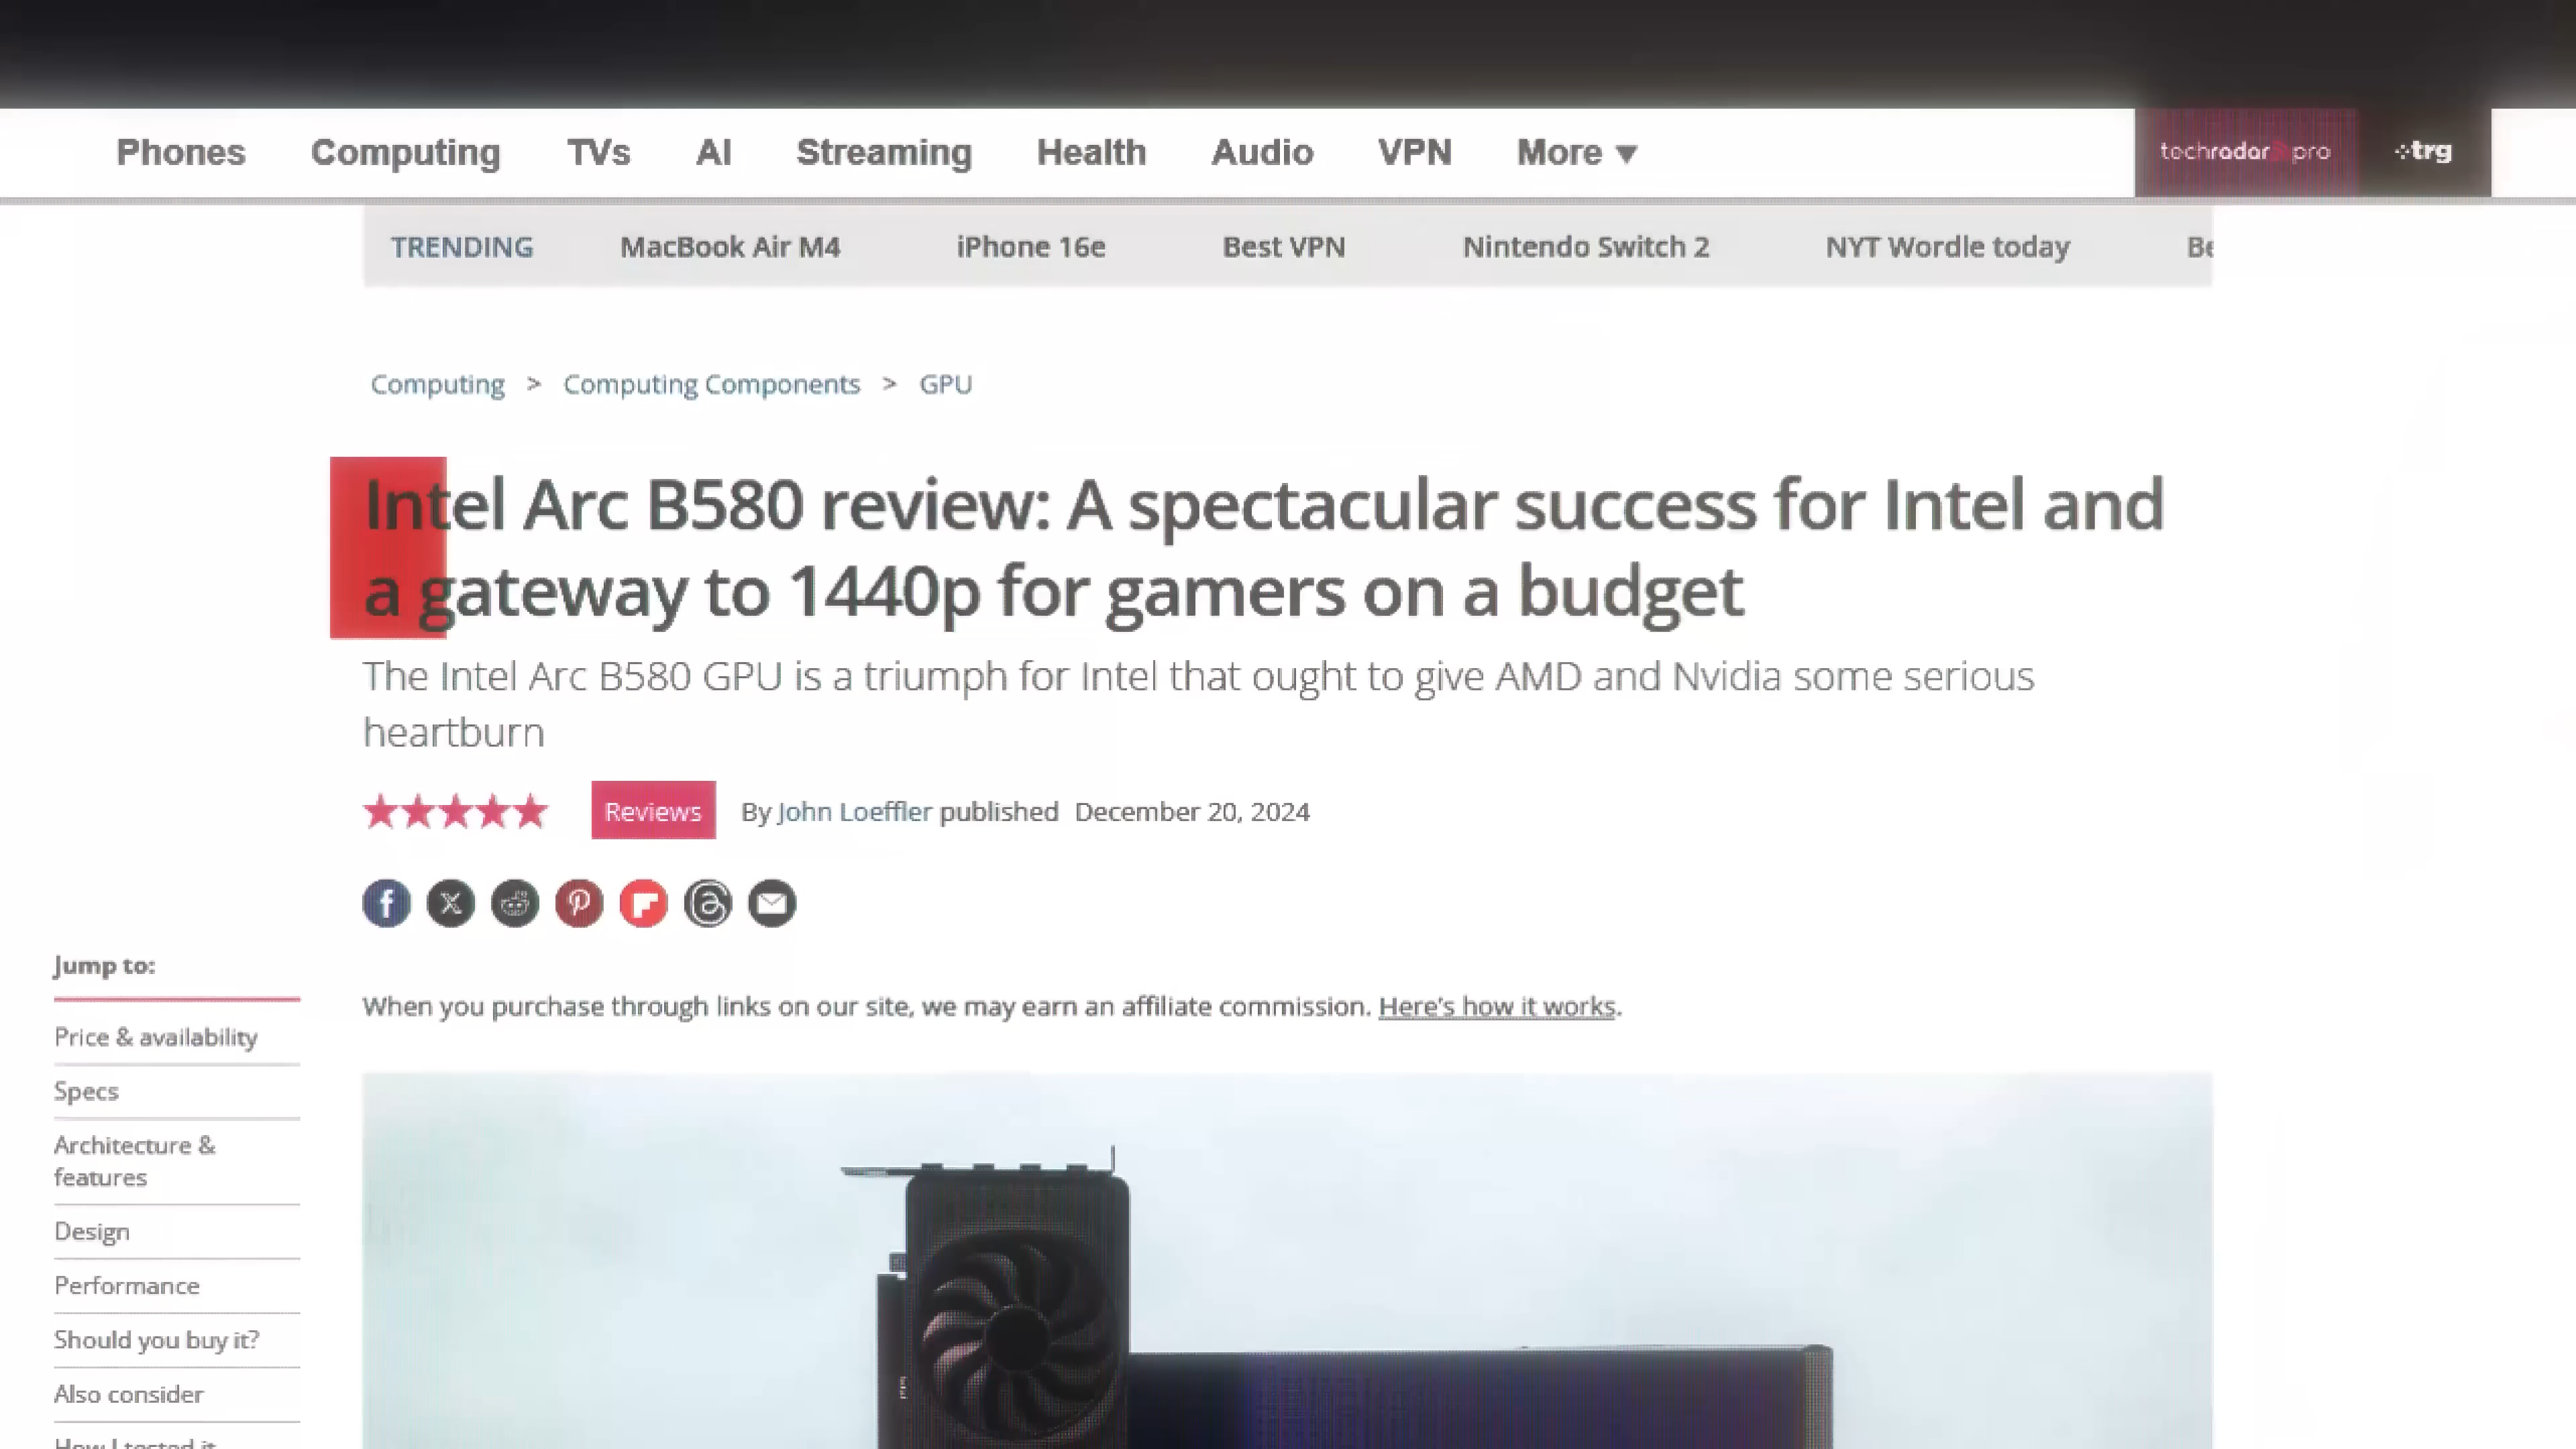 Phones Computing TVs AI Streaming Health Audio VPN More ▼ techradar pro trg
TRENDING MacBook Air M4 iPhone 16e Best VPN Nintendo Switch 2 NYT Wordle today Be
Computing > Computing Components > GPU
Intel Arc B580 review: A spectacular success for Intel and
a gateway to 1440p for gamers on a budget
The Intel Arc B580 GPU is a triumph for Intel that ought to give AMD and Nvidia some serious
heartburn
Reviews By John Loeffler published December 20, 2024
When you purchase through links on our site, we may earn an affiliate commission. Here's how it works.
Jump to:
Price & availability
Specs
Architecture &
features
Design
Performance
Should you buy it?
Also consider
How I tested it